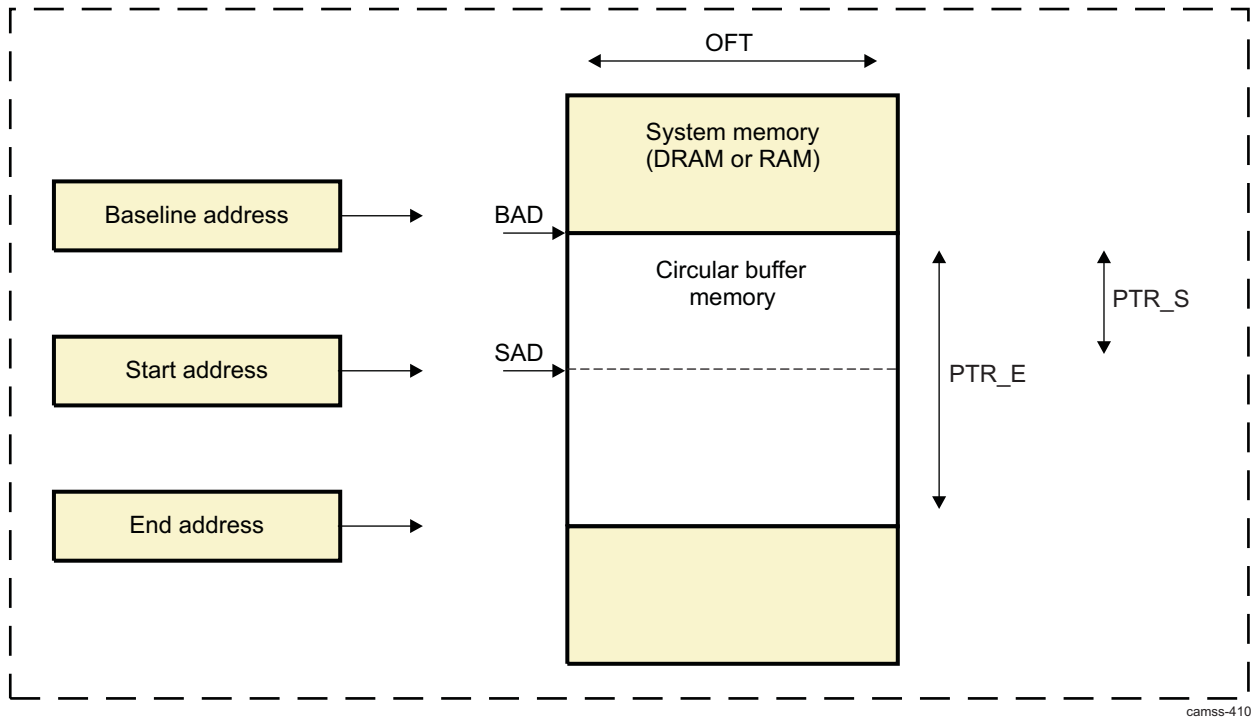 OFT
System memory
(DRAM or RAM)
Baseline address
BAD
Circular buffer
memory
PTR_S
Start address
SAD
PTR_E
End address
camss-410